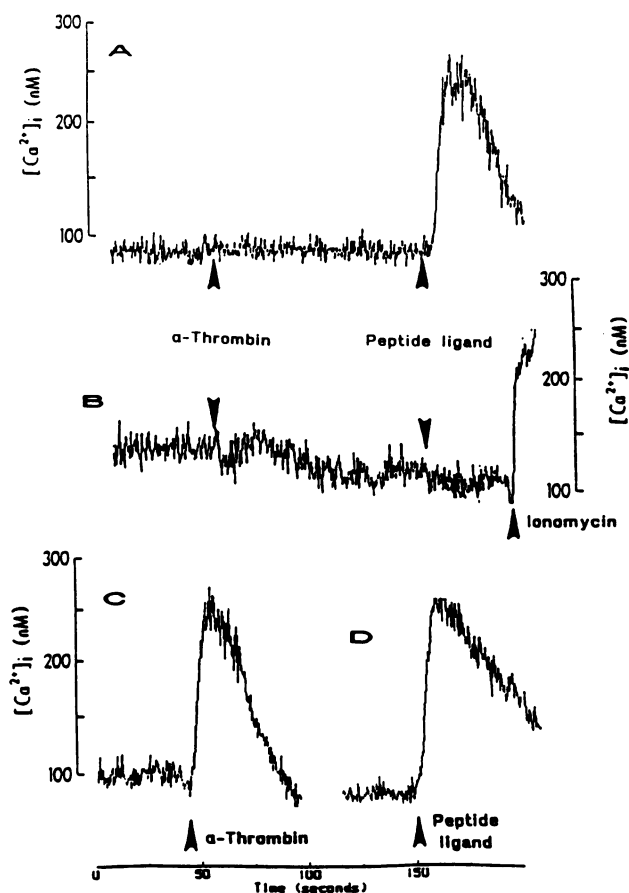 300
A
[Ca²⁺]i (nM)
200
100
α-Thrombin
Peptide ligand
300
[Ca²⁺]i (nM)
200
100
B
Ionomycin
300
C
D
[Ca²⁺]i (nM)
200
100
α-Thrombin
Peptide
ligand
0
50
100
150
Time (seconds)